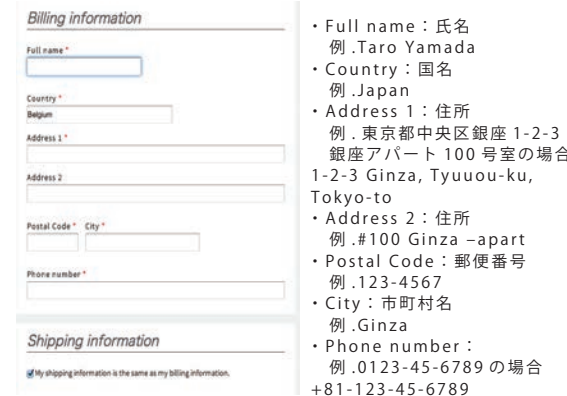 Billing information
Full name *
Country *
Belgium
Address 1 *
Address 2
Postal Code * City *
Phone number *
Shipping information
My shipping information is the same as my billing information.
・Full name：氏名
例 .Taro Yamada
・Country：国名
例 .Japan
・Address 1：住所
例 . 東京都中央区銀座 1-2-3
銀座アパート 100 号室の場合
1-2-3 Ginza, Tyuuou-ku,
Tokyo-to
・Address 2：住所
例 .#100 Ginza –apart
・Postal Code：郵便番号
例 .123-4567
・City：市町村名
例 .Ginza
・Phone number：
例 .0123-45-6789 の場合
+81-123-45-6789